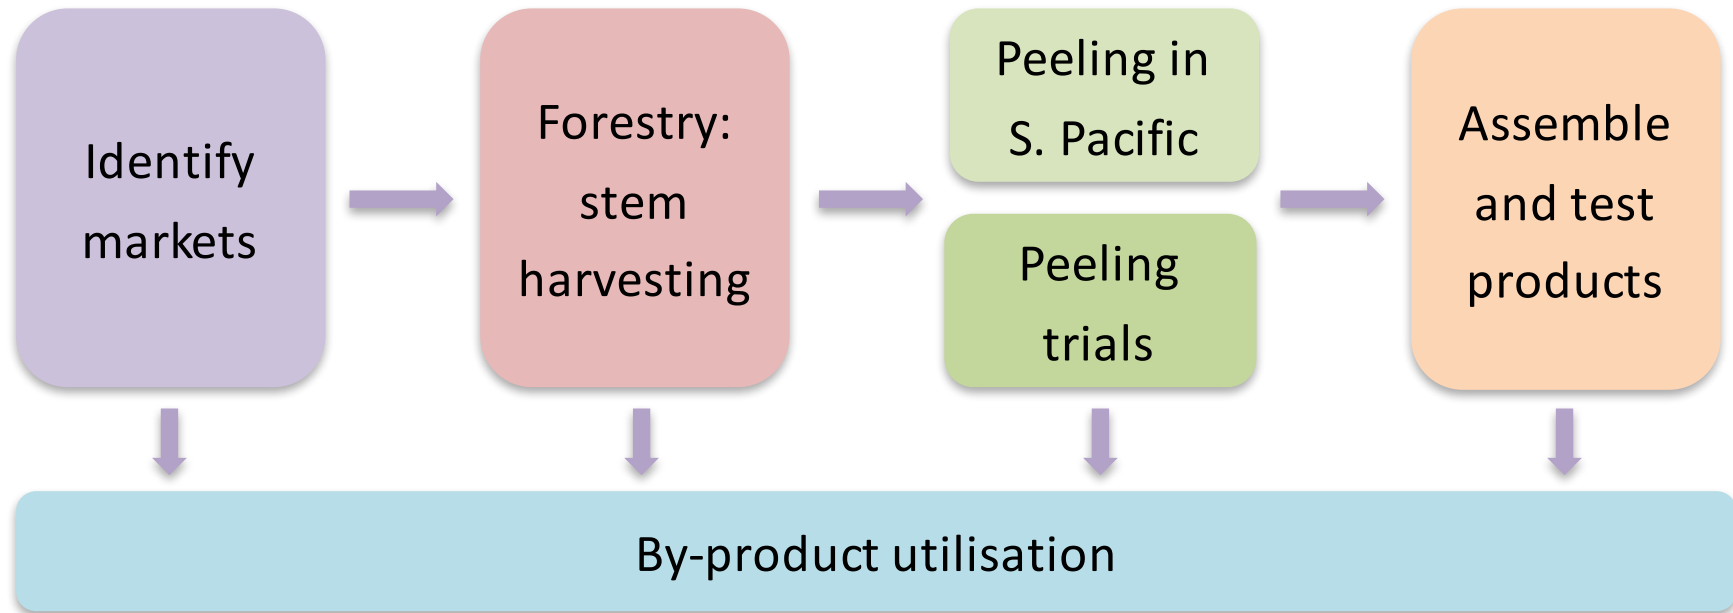 Identify
markets
Forestry:
stem
harvesting
Peeling in
S. Pacific
Peeling
trials
Assemble
and test
products
By-product utilisation